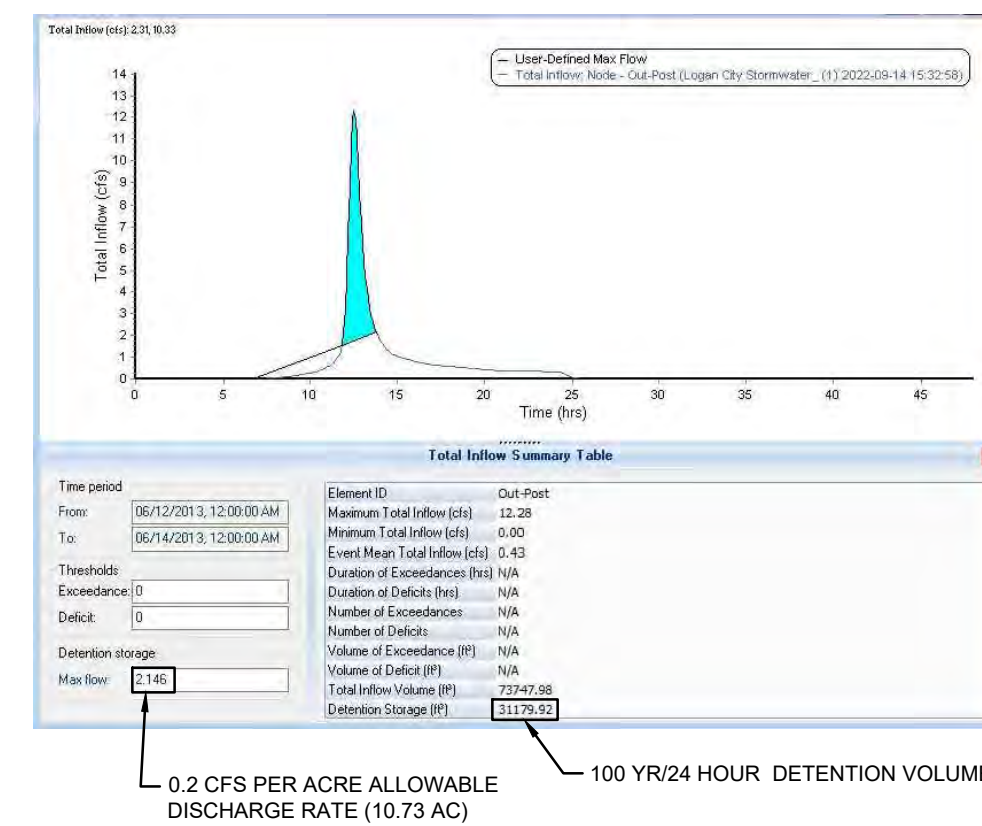 Total Inflow (cfs): 2.31, 10.33
User-Defined Max Flow
Total Inflow: Node - Out-Post (Logan City Stormwater_ (1) 2022-09-14 15:32:58)
14
13
12
11
10
9
8
7
6
5
4
3
2
1
0
Total Inflow (cfs)
0 5 10 15 20 25 30 35 40 45
Time (hrs)
Total Inflow Summary Table
Time period
From: 06/12/2013, 12:00:00 AM
To: 06/14/2013, 12:00:00 AM
Thresholds
Exceedance: 0
Deficit: 0
Detention storage
Max flow: 2.146
Element ID Out-Post
Maximum Total Inflow (cfs) 12.28
Minimum Total Inflow (cfs) 0.00
Event Mean Total Inflow (cfs) 0.43
Duration of Exceedances (hrs) N/A
Duration of Deficits (hrs) N/A
Number of Exceedances N/A
Number of Deficits N/A
Volume of Exceedance (ft³) N/A
Volume of Deficit (ft³) N/A
Total Inflow Volume (ft³) 73747.98
Detention Storage (ft³) 31179.92
0.2 CFS PER ACRE ALLOWABLE
DISCHARGE RATE (10.73 AC)
100 YR/24 HOUR DETENTION VOLUME